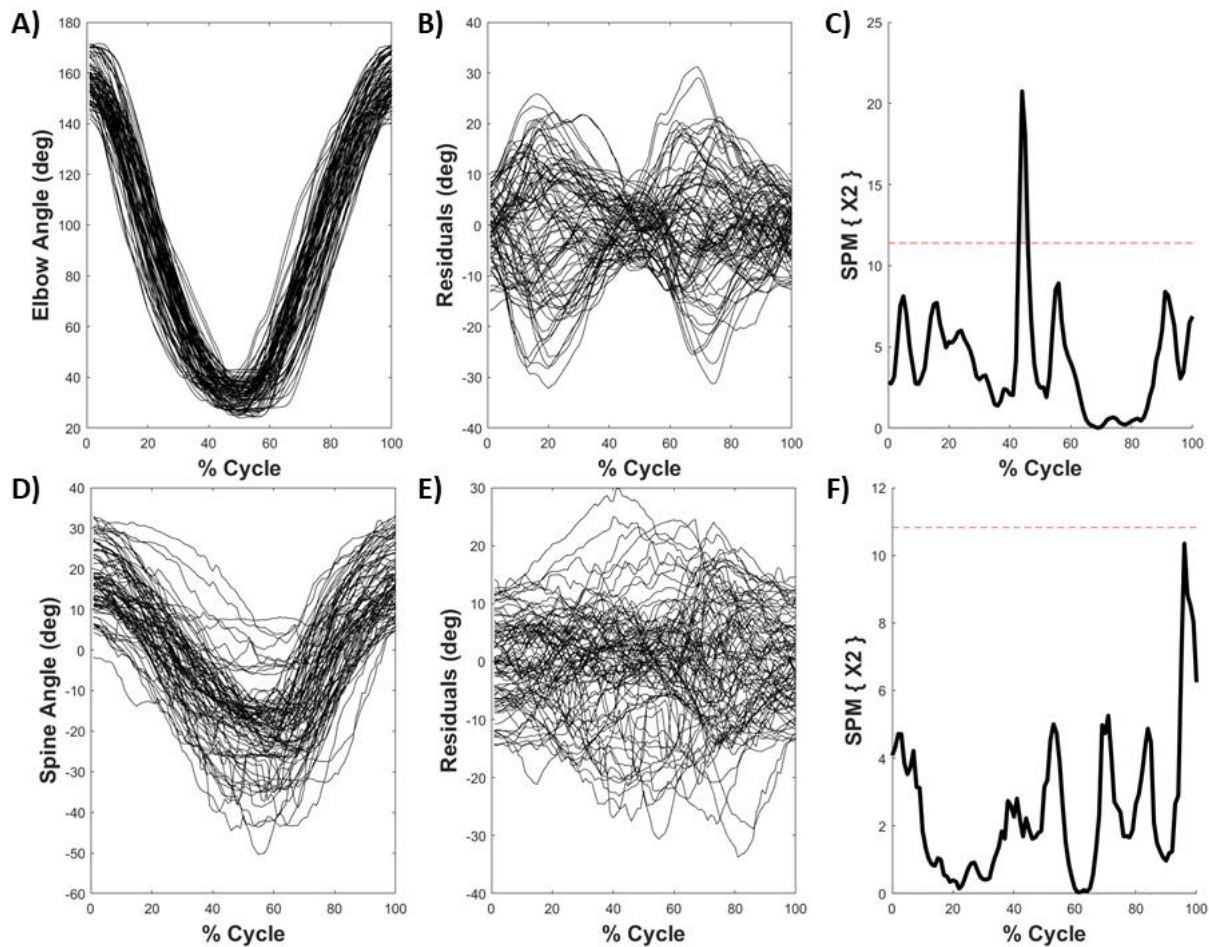 A)
180
160
140
120
100
80
60
40
20
Elbow Angle (deg)
0 20 40 60 80 100
% Cycle
B)
40
30
20
10
0
-10
-20
-30
-40
Residuals (deg)
0 20 40 60 80 100
% Cycle
C)
25
20
15
10
5
0
SPM { X2 }
0 20 40 60 80 100
% Cycle
D)
40
30
20
10
0
-10
-20
-30
-40
-50
-60
Spine Angle (deg)
0 20 40 60 80 100
% Cycle
E)
30
20
10
0
-10
-20
-30
-40
Residuals (deg)
0 20 40 60 80 100
% Cycle
F)
12
10
8
6
4
2
0
SPM { X2 }
0 20 40 60 80 100
% Cycle